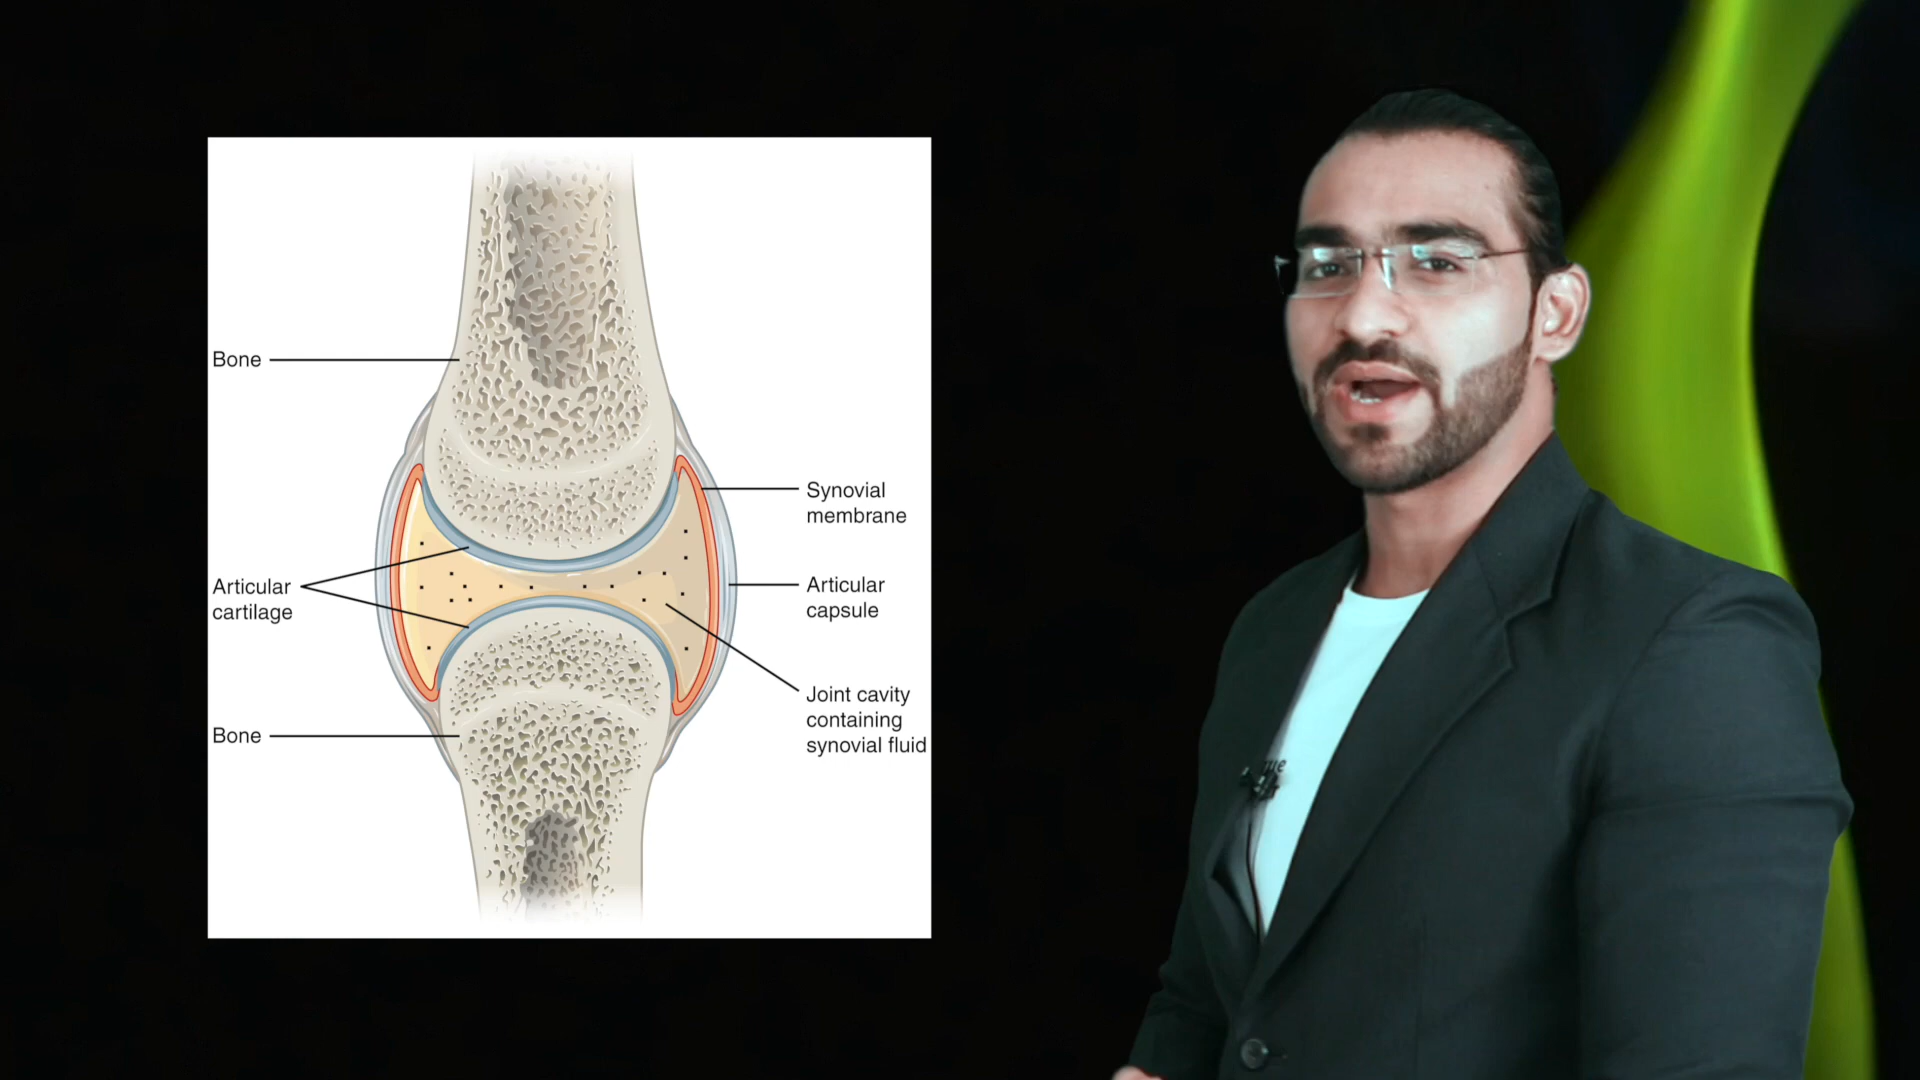 Bone
Synovial
membrane
Articular
cartilage
Articular
capsule
Joint cavity
containing
synovial fluid
Bone